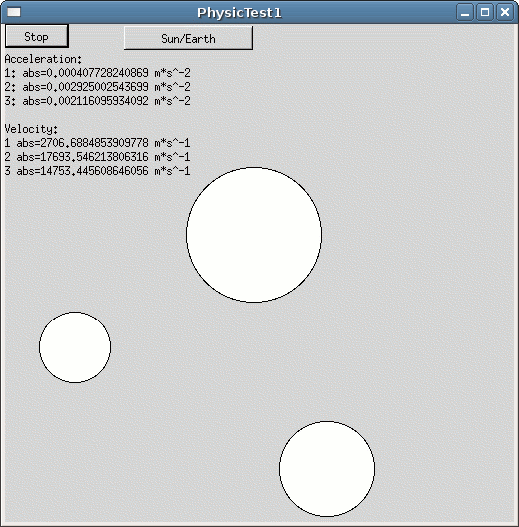 PhysicTest1
Stop Sun/Earth
Acceleration:
1: abs=0.000407728240869 m*s^-2
2: abs=0.002925002543699 m*s^-2
3: abs=0.002116095934092 m*s^-2
Velocity:
1 abs=2706.6884853909778 m*s^-1
2 abs=17693.546213806316 m*s^-1
3 abs=14753.445608646056 m*s^-1